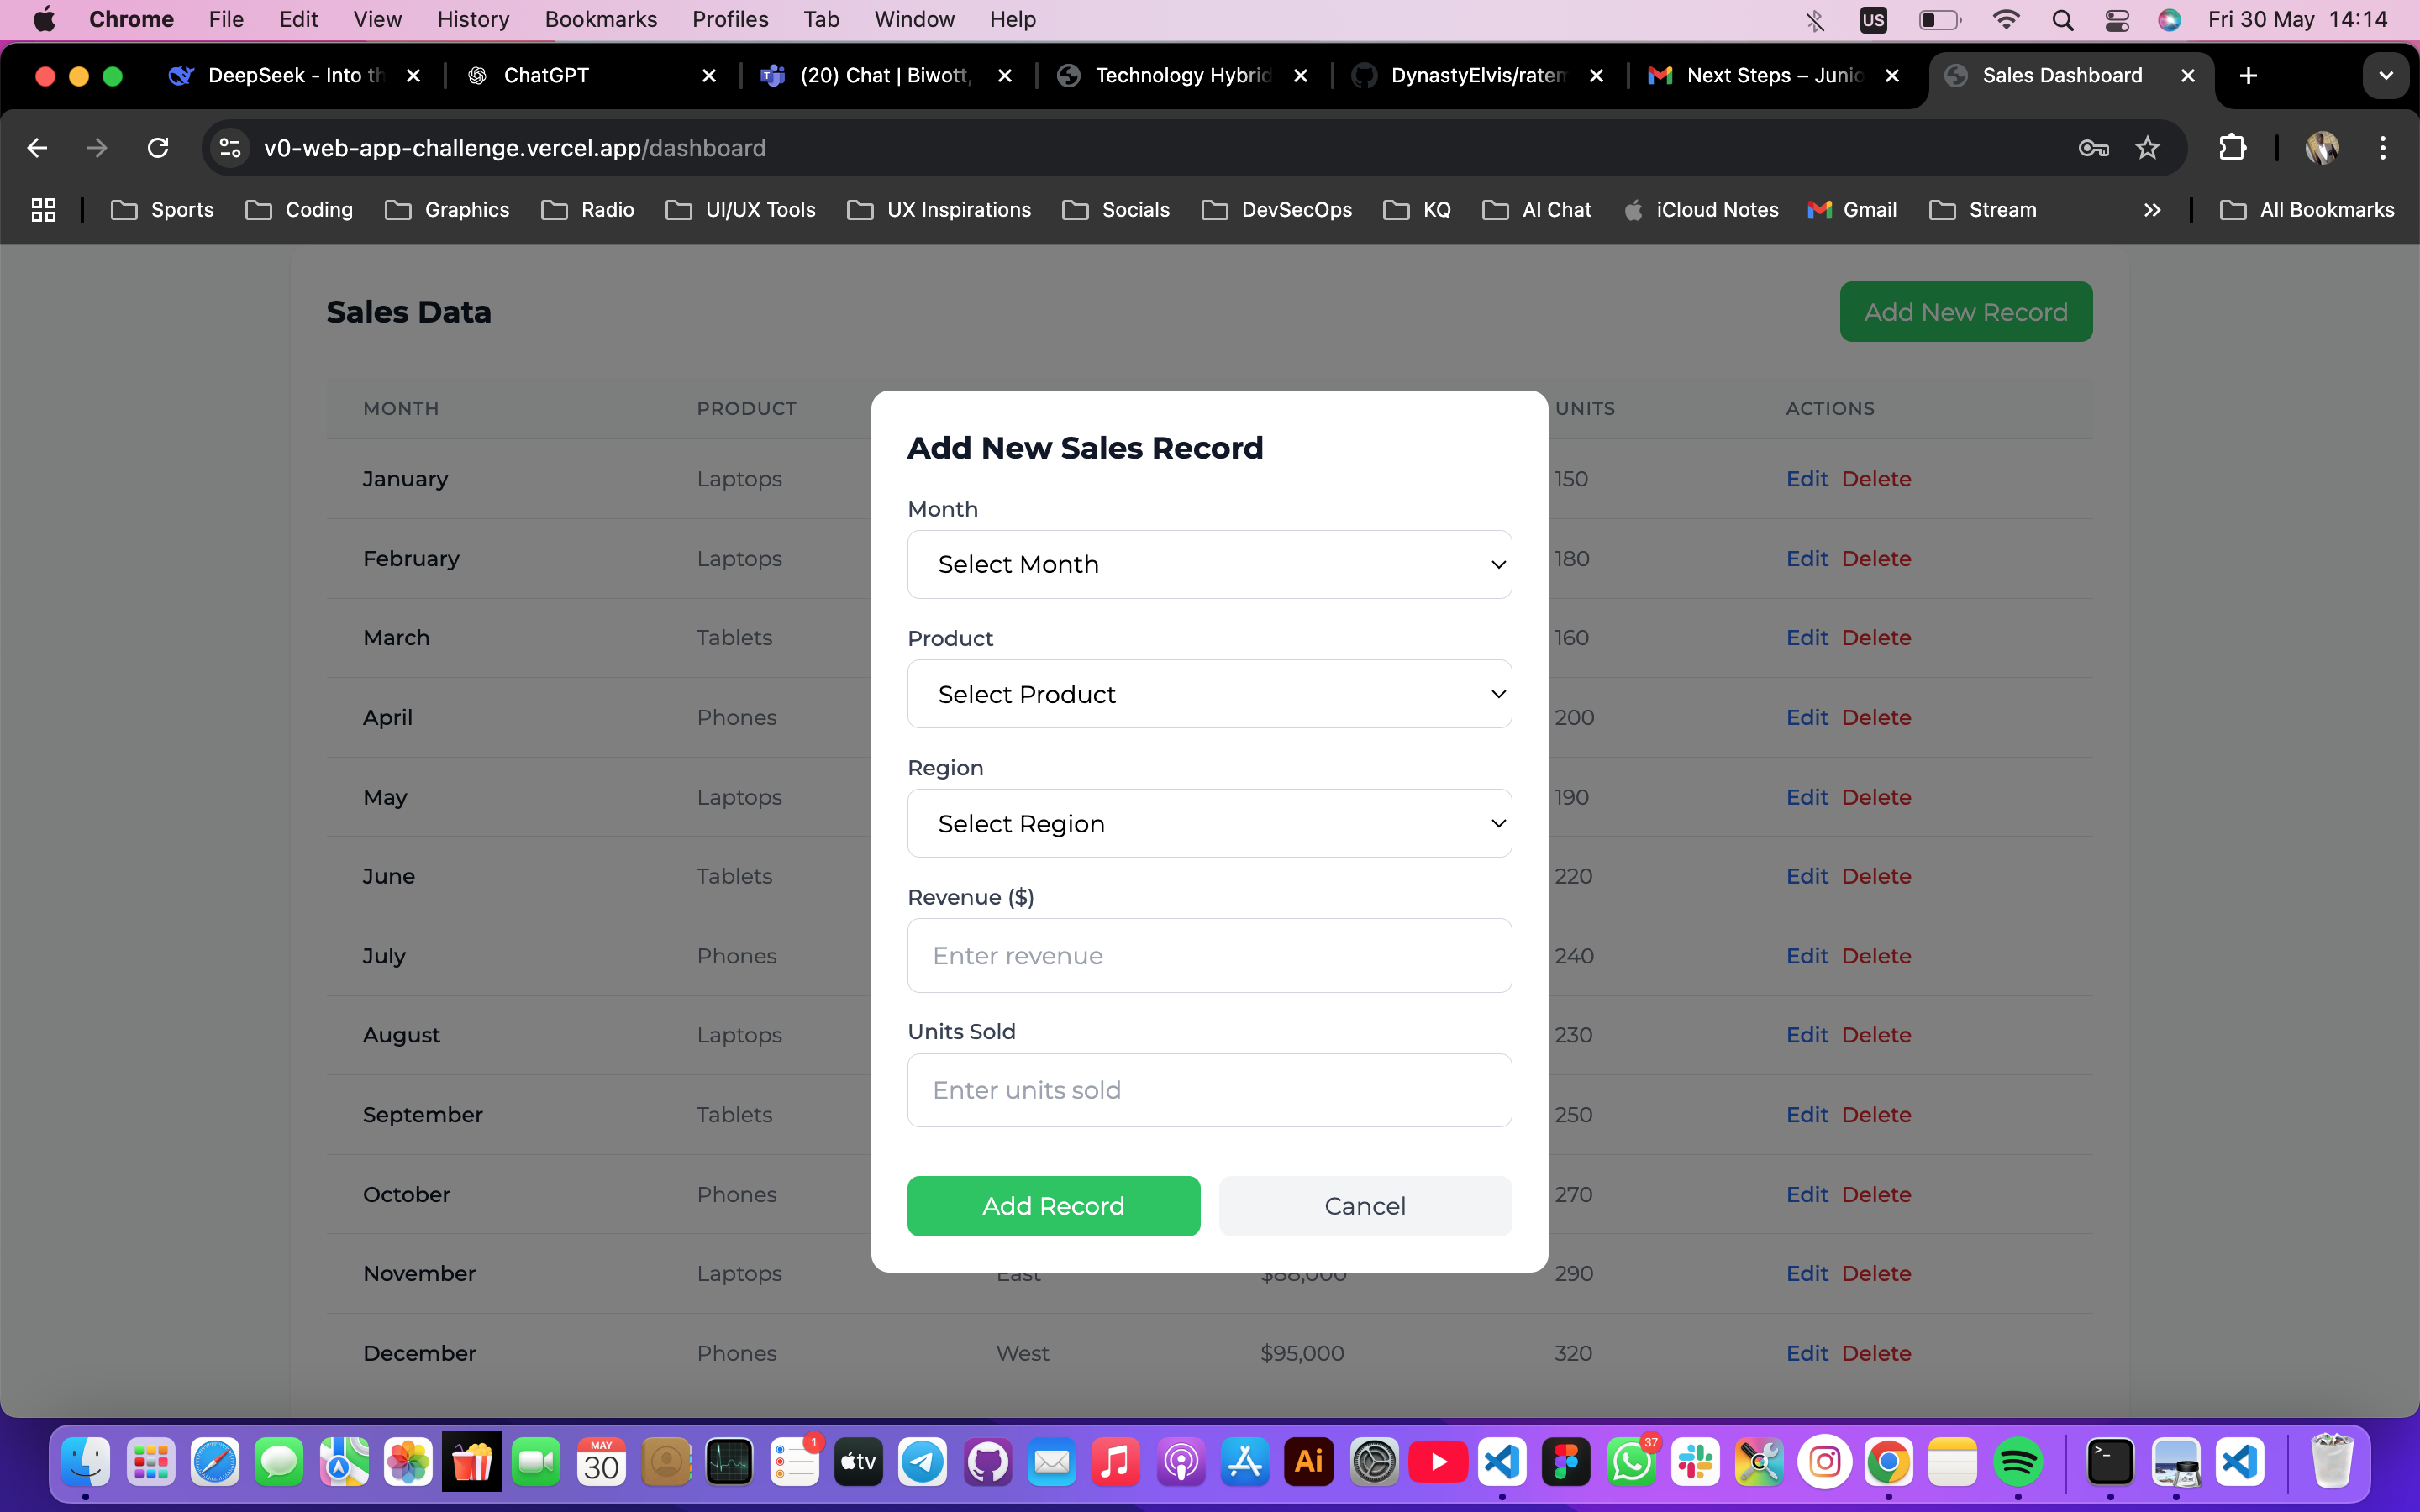 Chrome File Edit View History Bookmarks Profiles Tab Window Help US Fri 30 May 14:14
DeepSeek - Into th ChatGPT (20) Chat | Biwott, Technology Hybrid DynastyElvis/ratem Next Steps – Junio Sales Dashboard
v0-web-app-challenge.vercel.app/dashboard
Sports Coding Graphics Radio UI/UX Tools UX Inspirations Socials DevSecOps KQ AI Chat iCloud Notes Gmail Stream All Bookmarks
Sales Data Add New Record
MONTH PRODUCT UNITS ACTIONS
January Laptops 150 Edit Delete
February Laptops 180 Edit Delete
March Tablets 160 Edit Delete
April Phones 200 Edit Delete
May Laptops 190 Edit Delete
June Tablets 220 Edit Delete
July Phones 240 Edit Delete
August Laptops 230 Edit Delete
September Tablets 250 Edit Delete
October Phones 270 Edit Delete
November Laptops East $88,000 290 Edit Delete
December Phones West $95,000 320 Edit Delete
Add New Sales Record
Month
Select Month
Product
Select Product
Region
Select Region
Revenue ($)
Enter revenue
Units Sold
Enter units sold
Add Record Cancel
MAY
30
1
tv
Ai
37